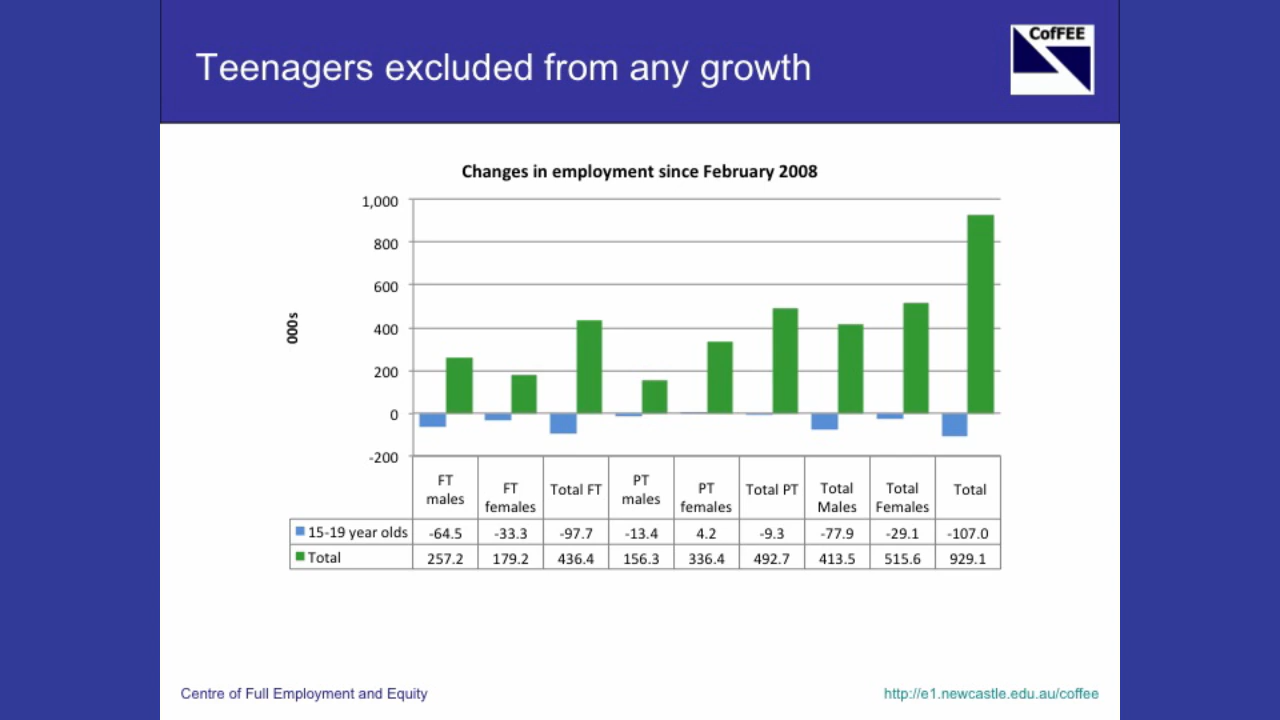 Teenagers excluded from any growth
CofFEE
Changes in employment since February 2008
1,000
800
600
400
200
0
-200
000s
FT males
FT females
Total FT
PT males
PT females
Total PT
Total Males
Total Females
Total
15-19 year olds -64.5 -33.3 -97.7 -13.4 4.2 -9.3 -77.9 -29.1 -107.0
Total 257.2 179.2 436.4 156.3 336.4 492.7 413.5 515.6 929.1
Centre of Full Employment and Equity
http://e1.newcastle.edu.au/coffee